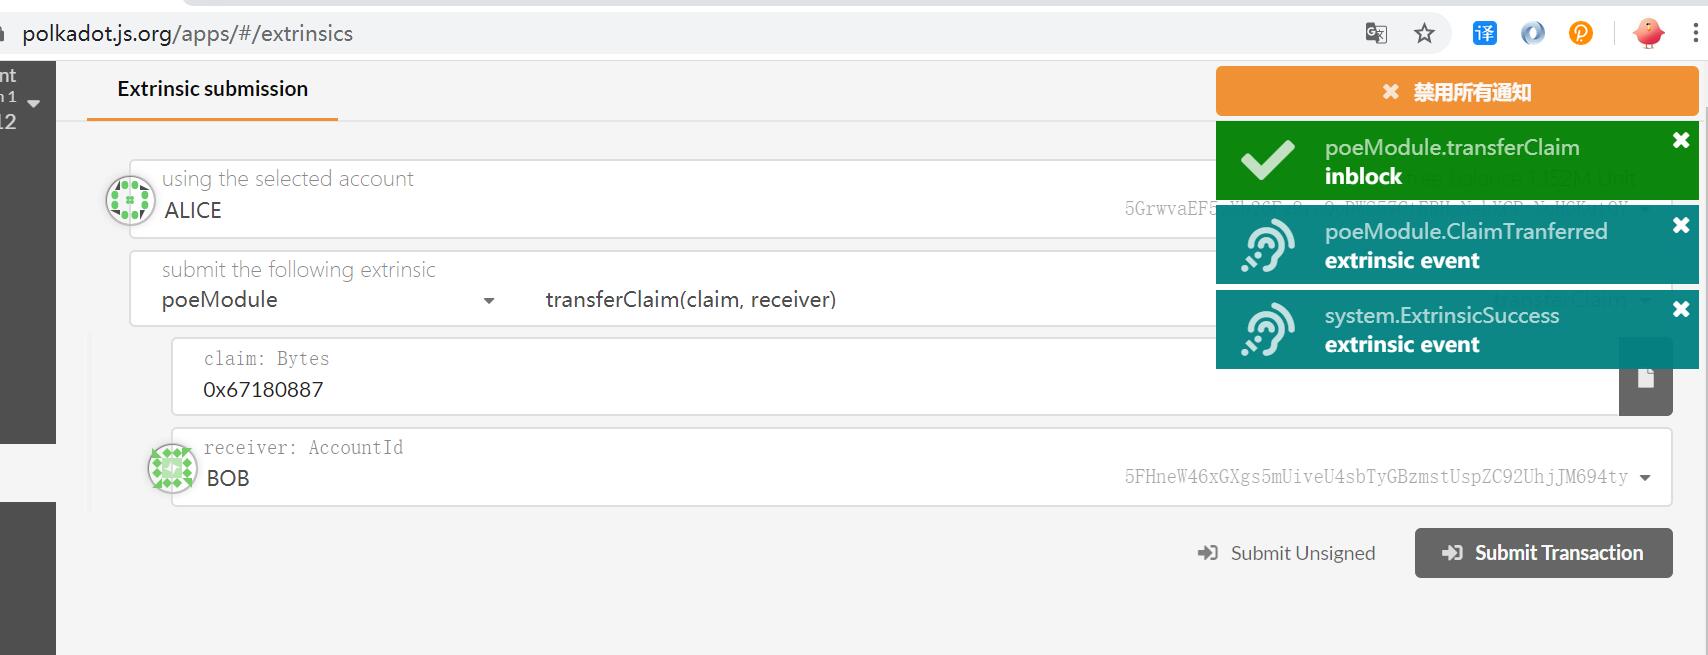 polkadot.js.org/apps/#/extrinsics
nt
n 1
12
Extrinsic submission
禁用所有通知
poeModule.transferClaim
inblock
poeModule.ClaimTranferred
extrinsic event
system.ExtrinsicSuccess
extrinsic event
using the selected account
ALICE
submit the following extrinsic
poeModule
transferClaim(claim, receiver)
claim: Bytes
0x67180887
receiver: AccountId
BOB
5FHneW46xGXgs5mUiveU4sbTyGBzmstUspZC92UhjJM694ty
Submit Unsigned
Submit Transaction